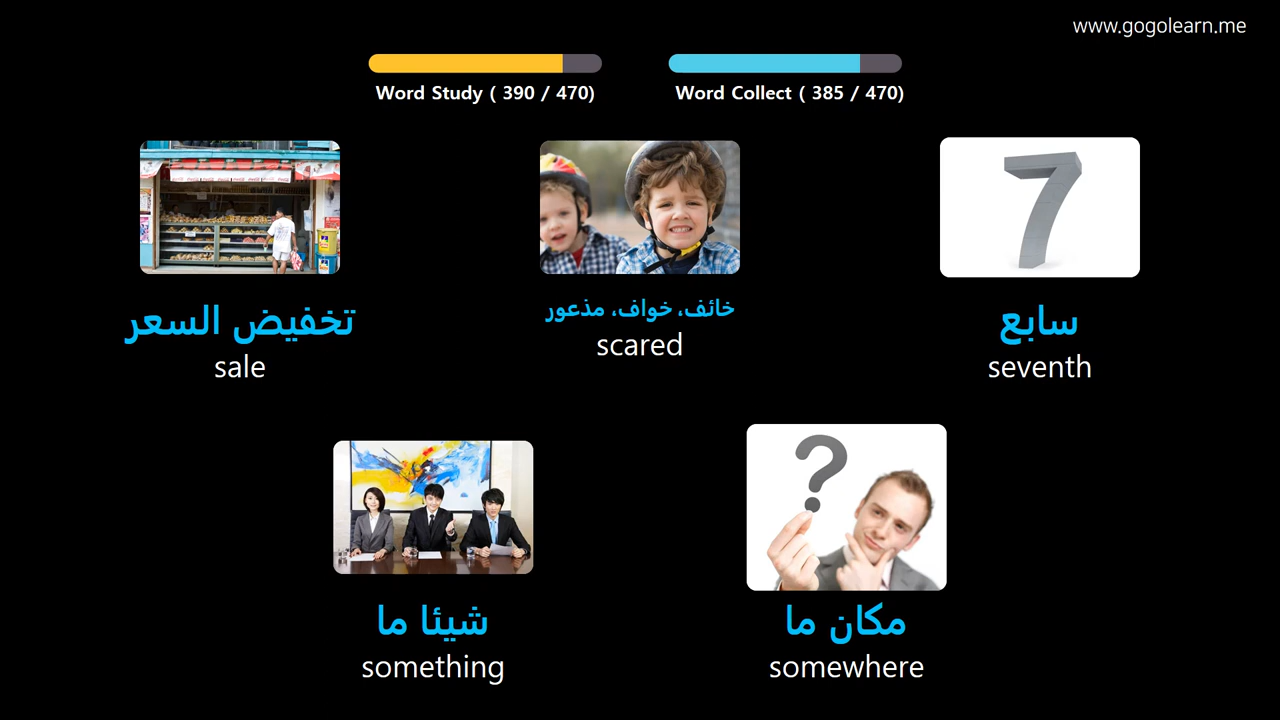 www.gogolearn.me
Word Study ( 390 / 470)
Word Collect ( 385 / 470)
تخفيض السعر
sale
خائف، خواف، مذعور
scared
7
سابع
seventh
شيئا ما
something
?
مكان ما
somewhere